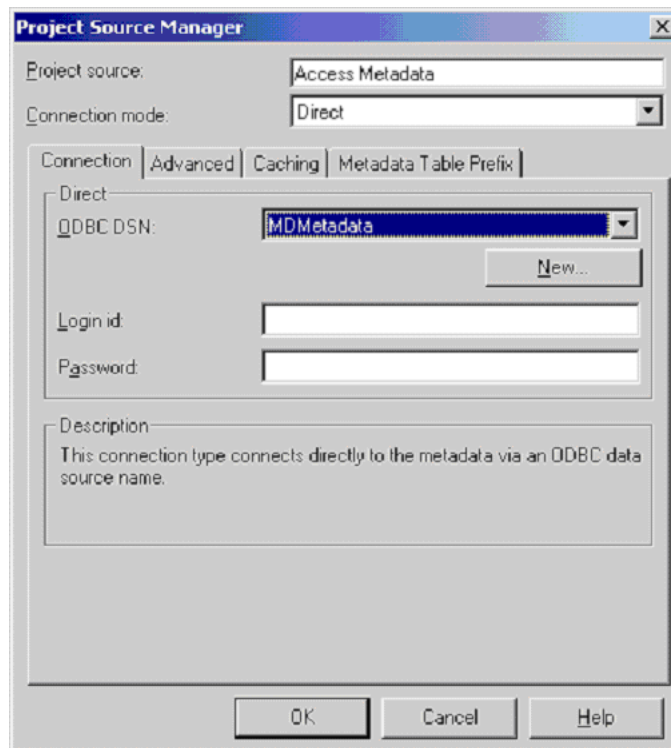 Project Source Manager
Project source: Access Metadata
Connection mode: Direct
Connection Advanced Caching Metadata Table Prefix
Direct
ODBC DSN: MDMetadata
New...
Login id:
Password:
Description
This connection type connects directly to the metadata via an ODBC data
source name.
OK Cancel Help